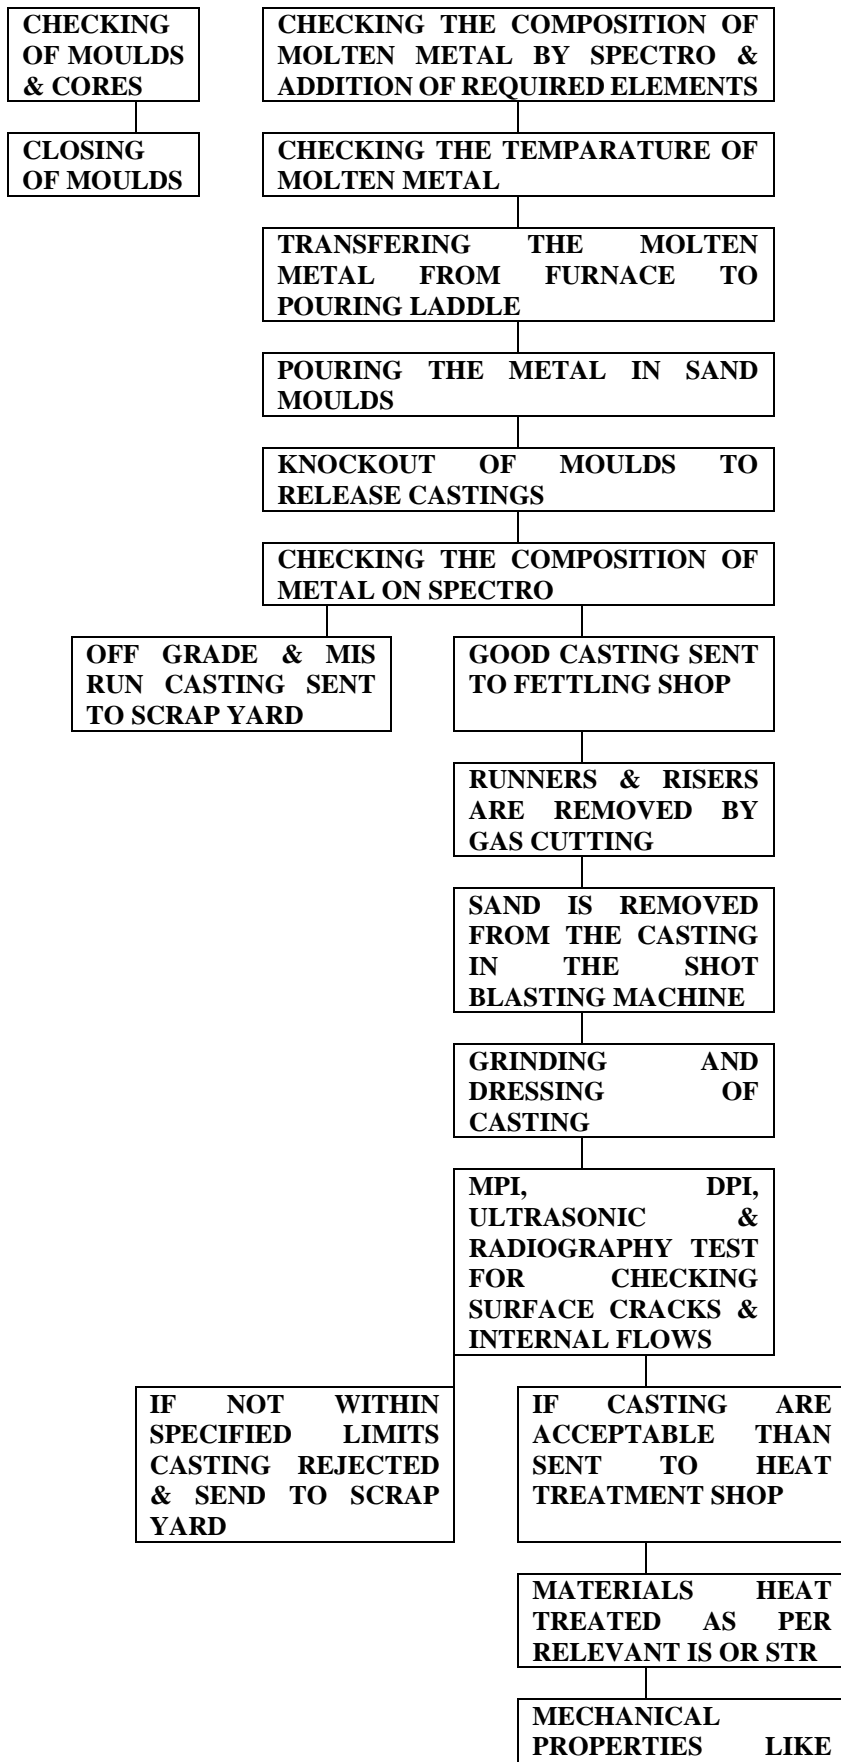 CHECKING
OF MOULDS
& CORES
CHECKING THE COMPOSITION OF
MOLTEN METAL BY SPECTRO &
ADDITION OF REQUIRED ELEMENTS
CLOSING
OF MOULDS
CHECKING THE TEMPARATURE OF
MOLTEN METAL
TRANSFERING THE MOLTEN
METAL FROM FURNACE TO
POURING LADDLE
POURING THE METAL IN SAND
MOULDS
KNOCKOUT OF MOULDS TO
RELEASE CASTINGS
CHECKING THE COMPOSITION OF
METAL ON SPECTRO
OFF GRADE & MIS
RUN CASTING SENT
TO SCRAP YARD
GOOD CASTING SENT
TO FETTLING SHOP
RUNNERS & RISERS
ARE REMOVED BY
GAS CUTTING
SAND IS REMOVED
FROM THE CASTING
IN THE SHOT
BLASTING MACHINE
GRINDING AND
DRESSING OF
CASTING
MPI, DPI,
ULTRASONIC &
RADIOGRAPHY TEST
FOR CHECKING
SURFACE CRACKS &
INTERNAL FLOWS
IF NOT WITHIN
SPECIFIED LIMITS
CASTING REJECTED
& SEND TO SCRAP
YARD
IF CASTING ARE
ACCEPTABLE THAN
SENT TO HEAT
TREATMENT SHOP
MATERIALS HEAT
TREATED AS PER
RELEVANT IS OR STR
MECHANICAL
PROPERTIES LIKE